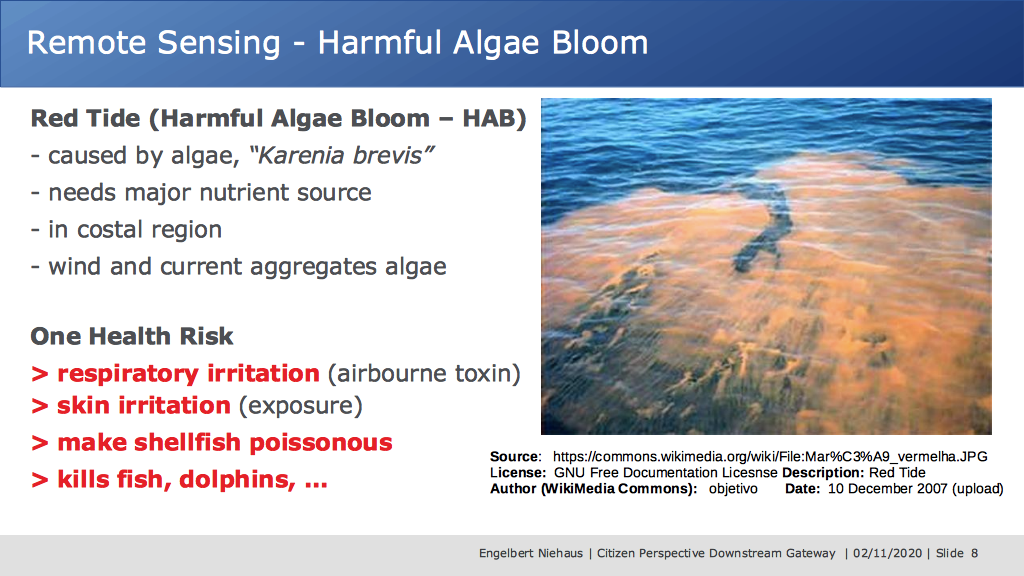 Remote Sensing - Harmful Algae Bloom
Red Tide (Harmful Algae Bloom – HAB)
- caused by algae, “Karenia brevis”
- needs major nutrient source
- in costal region
- wind and current aggregates algae
One Health Risk
> respiratory irritation (airbourne toxin)
> skin irritation (exposure)
> make shellfish poissonous
> kills fish, dolphins, ...
Source: https://commons.wikimedia.org/wiki/File:Mar%C3%A9_vermelha.JPG
License: GNU Free Documentation Licesnse Description: Red Tide
Author (WikiMedia Commons): objetivo Date: 10 December 2007 (upload)
Engelbert Niehaus | Citizen Perspective Downstream Gateway | 02/11/2020 | Slide 8